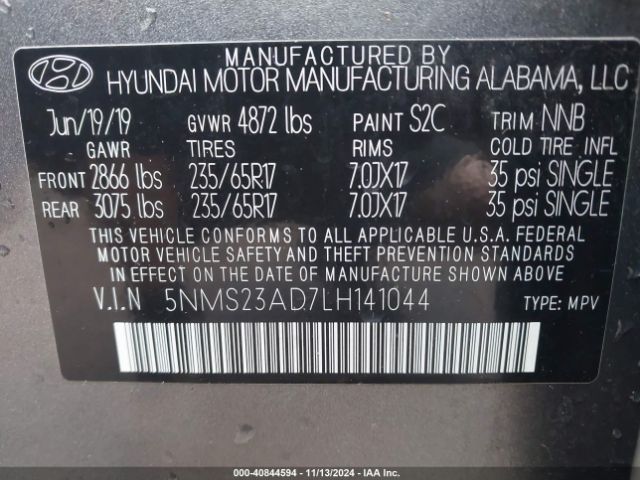 MANUFACTURED BY
HYUNDAI MOTOR MANUFACTURING ALABAMA, LLC
Jun/19/19 GVWR 4872 lbs PAINT S2C TRIM NNB
GAWR TIRES RIMS COLD TIRE INFL
FRONT 2866 lbs 235/65R17 7.0JX17 35 psi SINGLE
REAR 3075 lbs 235/65R17 7.0JX17 35 psi SINGLE
THIS VEHICLE CONFORMS TO ALL APPLICABLE U.S.A. FEDERAL
MOTOR VEHICLE SAFETY AND THEFT PREVENTION STANDARDS
IN EFFECT ON THE DATE OF MANUFACTURE SHOWN ABOVE.
V.I.N 5NMS23AD7LH141044 TYPE: MPV
000-40844594 - 11/13/2024 - IAA Inc.